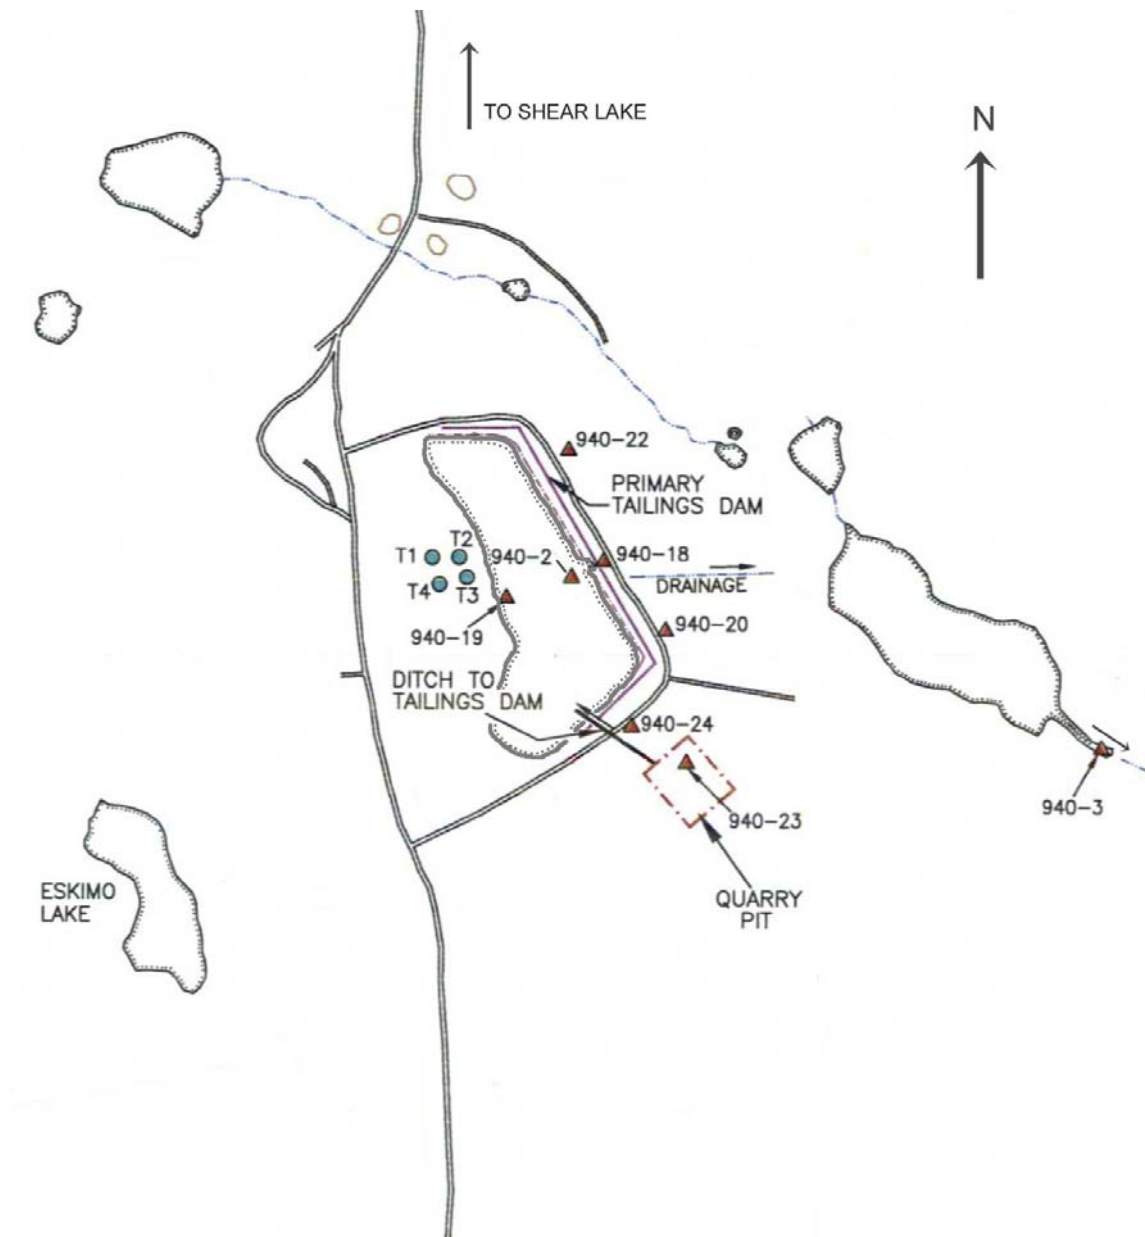 TO SHEAR LAKE
N
940-22
PRIMARY
TAILINGS DAM
T1
T2
940-2
940-18
T4
T3
DRAINAGE
940-19
940-20
DITCH TO
TAILINGS DAM
940-24
940-3
940-23
ESKIMO
LAKE
QUARRY
PIT